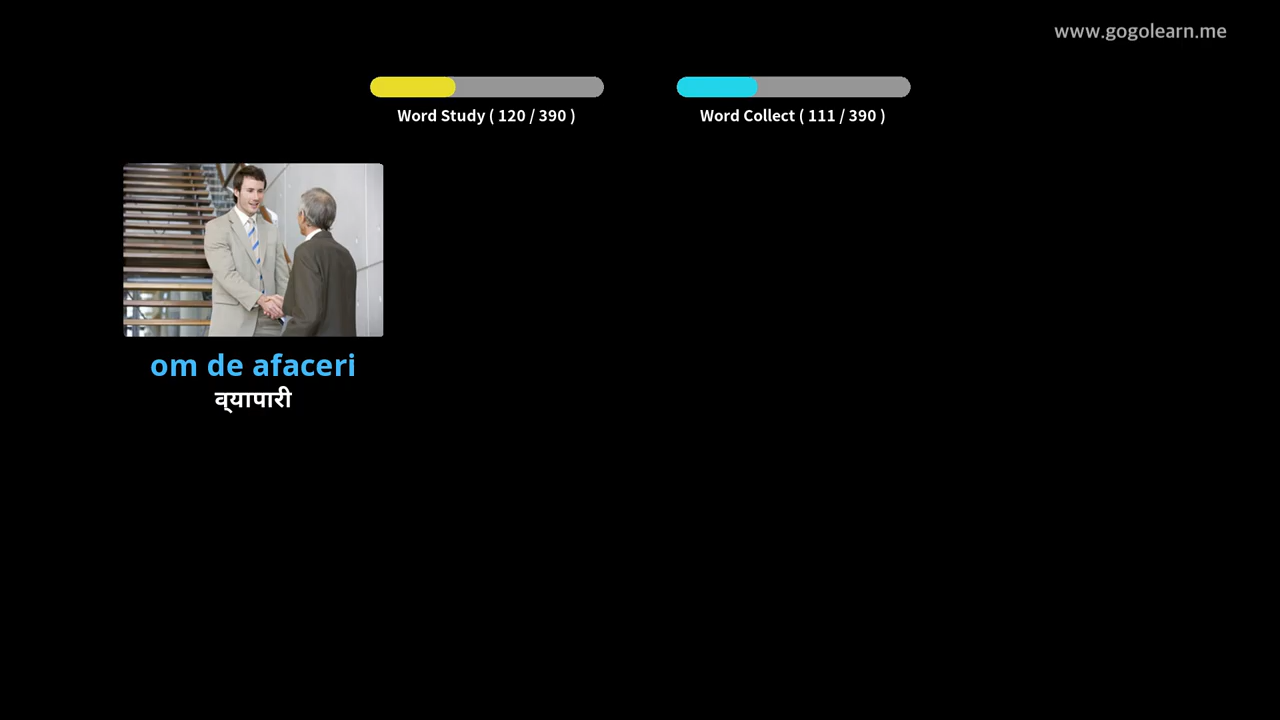 www.gogolearn.me
Word Study ( 120 / 390 )
Word Collect ( 111 / 390 )
om de afaceri
व्यापारी